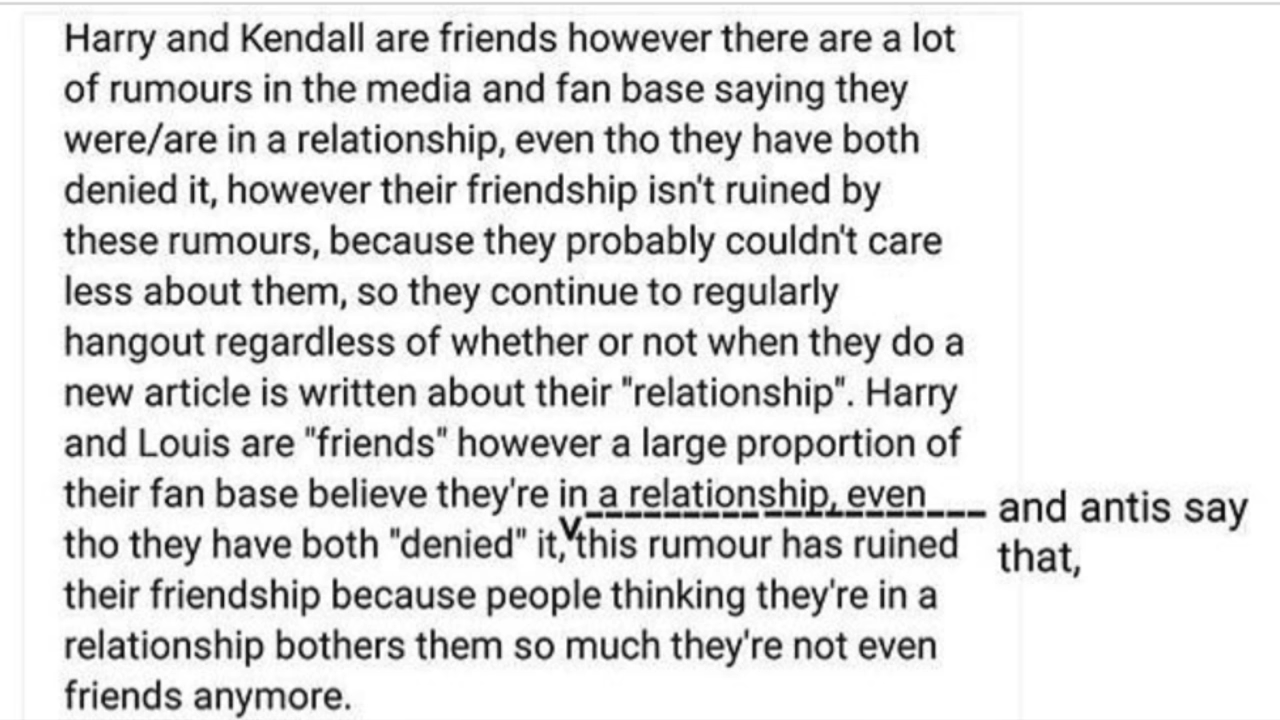 Harry and Kendall are friends however there are a lot
of rumours in the media and fan base saying they
were/are in a relationship, even tho they have both
denied it, however their friendship isn't ruined by
these rumours, because they probably couldn't care
less about them, so they continue to regularly
hangout regardless of whether or not when they do a
new article is written about their "relationship". Harry
and Louis are "friends" however a large proportion of
their fan base believe they're in a relationship, even
tho they have both "denied" it, this rumour has ruined
their friendship because people thinking they're in a
relationship bothers them so much they're not even
friends anymore.
and antis say
that,